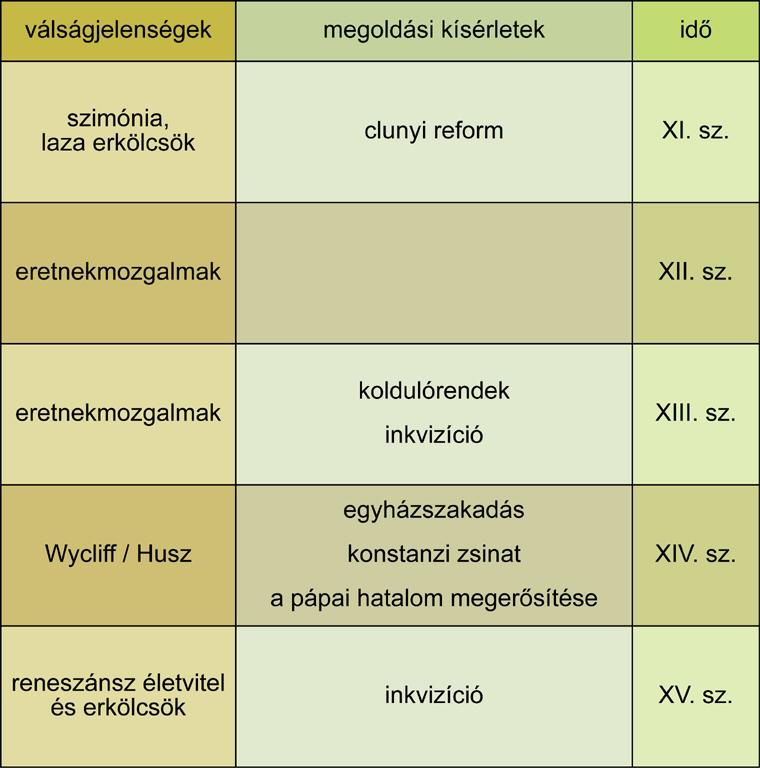 válságjelenségek
megoldási kísérletek
idő
szimónia,
laza erkölcsök
clunyi reform
XI. sz.
eretnekmozgalmak
XII. sz.
eretnekmozgalmak
koldulórendek
inkvizíció
XIII. sz.
Wycliff / Husz
egyházszakadás
konstanzi zsinat
a pápai hatalom megerősítése
XIV. sz.
reneszánsz életvitel
és erkölcsök
inkvizíció
XV. sz.